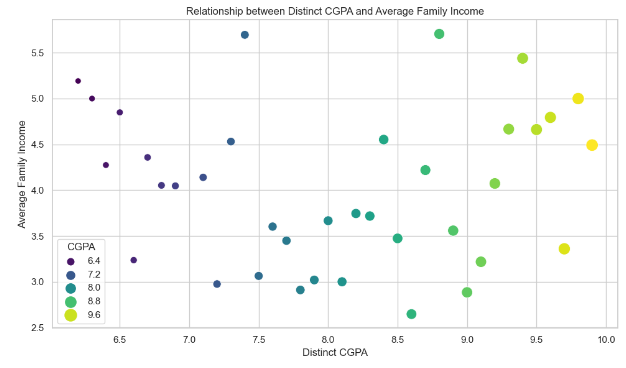 Relationship between Distinct CGPA and Average Family Income
Average Family Income
5.5
5.0
4.5
4.0
3.5
3.0
2.5
CGPA
6.4
7.2
8.0
8.8
9.6
6.5 7.0 7.5 8.0 8.5 9.0 9.5 10.0
Distinct CGPA